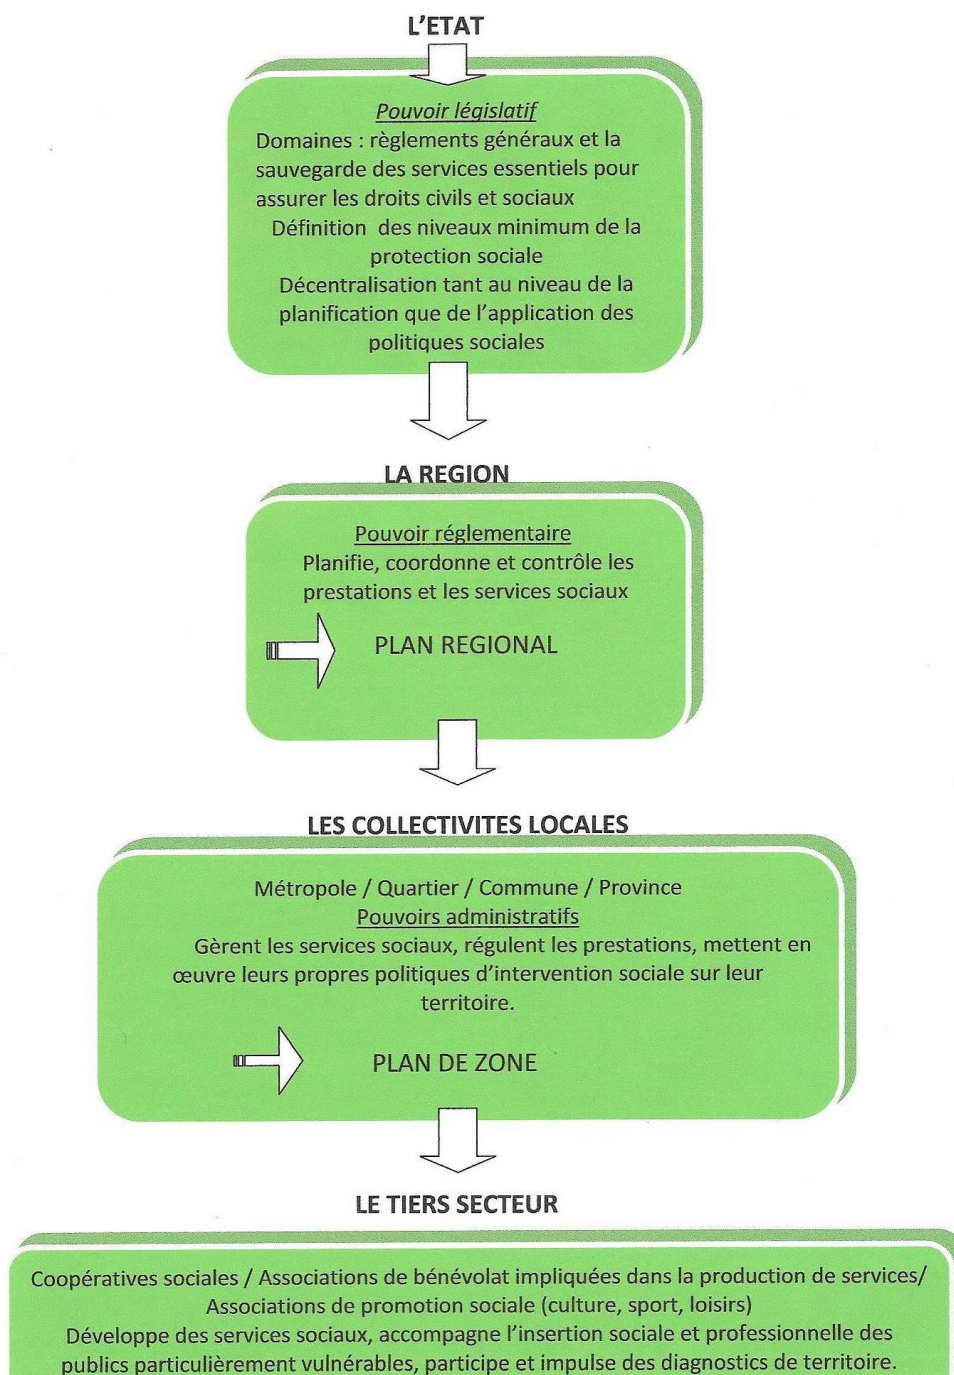 L'ETAT
Pouvoir législatif
Domaines : règlements généraux et la
sauvegarde des services essentiels pour
assurer les droits civils et sociaux
Définition des niveaux minimum de la
protection sociale
Décentralisation tant au niveau de la
planification que de l'application des
politiques sociales
LA REGION
Pouvoir réglementaire
Planifie, coordonne et contrôle les
prestations et les services sociaux
PLAN REGIONAL
LES COLLECTIVITES LOCALES
Métropole / Quartier / Commune / Province
Pouvoirs administratifs
Gèrent les services sociaux, régulent les prestations, mettent en
œuvre leurs propres politiques d'intervention sociale sur leur
territoire.
PLAN DE ZONE
LE TIERS SECTEUR
Coopératives sociales / Associations de bénévolat impliquées dans la production de services/
Associations de promotion sociale (culture, sport, loisirs)
Développe des services sociaux, accompagne l'insertion sociale et professionnelle des
publics particulièrement vulnérables, participe et impulse des diagnostics de territoire.